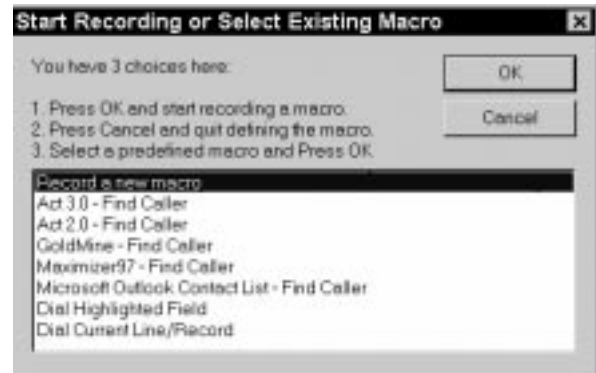 Start Recording or Select Existing Macro
You have 3 choices here:
OK
1. Press OK and start recording a macro.
Cancel
2. Press Cancel and quit defining the macro.
3. Select a predefined macro and Press OK
Record a new macro
Act 3.0 - Find Caller
Act 2.0 - Find Caller
GoldMine - Find Caller
Maximizer97 - Find Caller
Microsoft Outlook Contact List - Find Caller
Dial Highlighted Field
Dial Current Line/Record